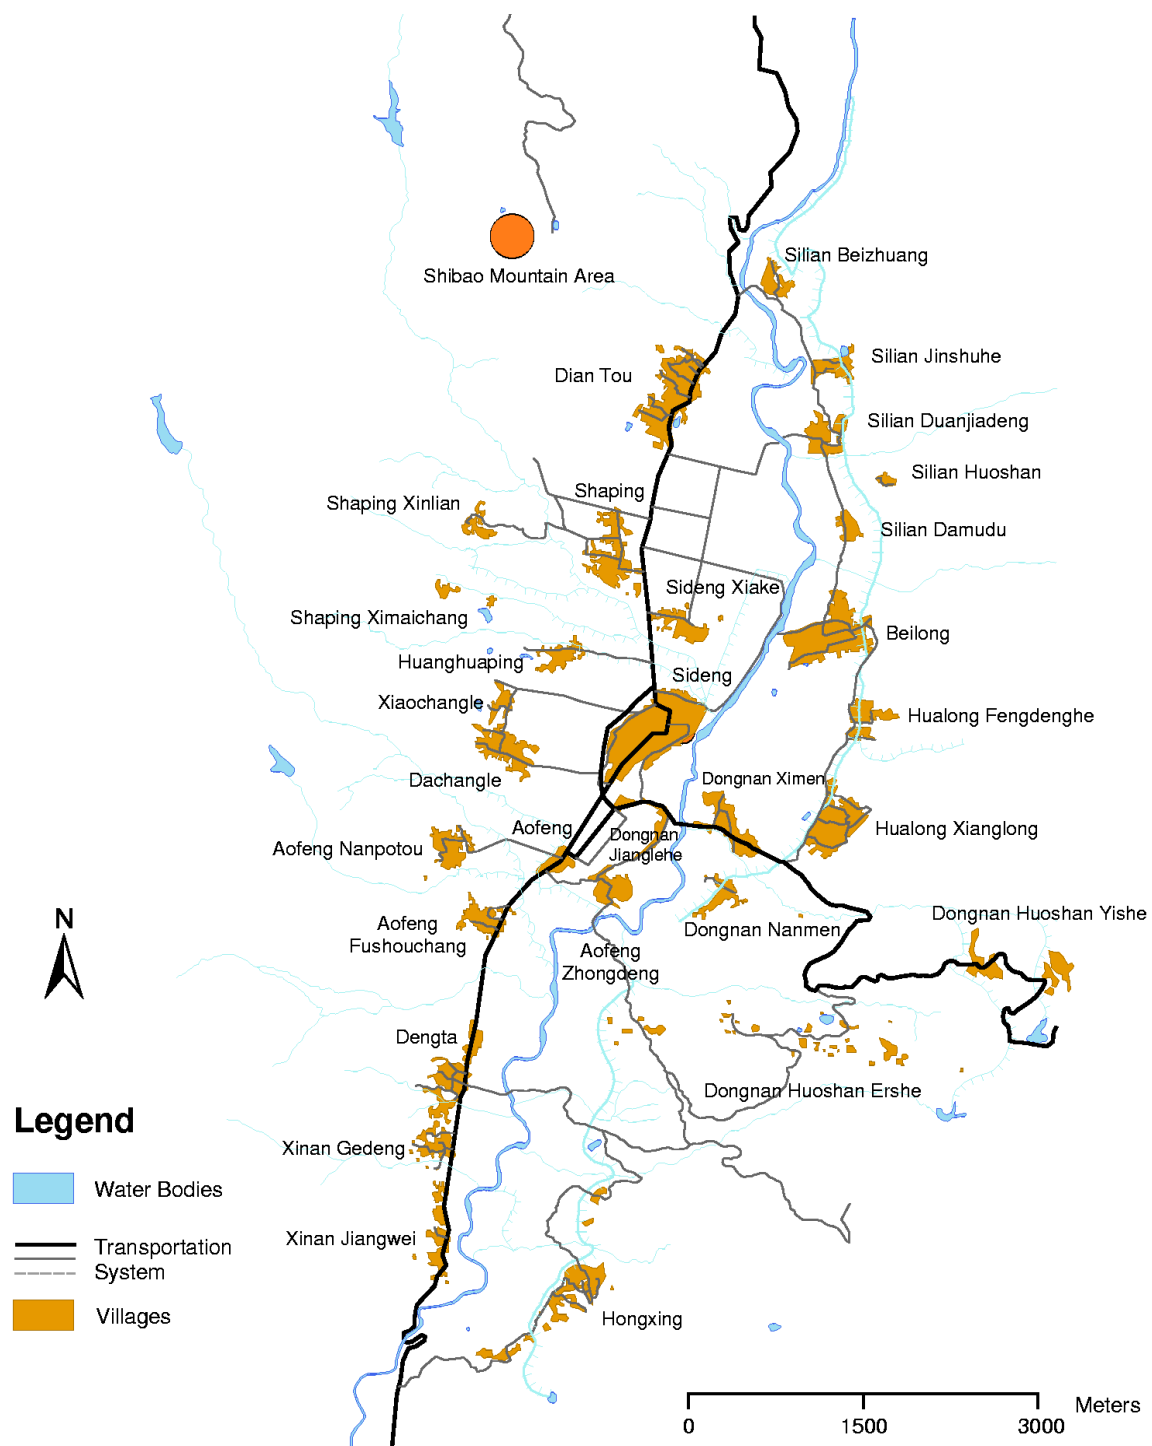 Silian Beizhuang
Shibao Mountain Area
Silian Jinshuhe
Dian Tou
Silian Duanjiadeng
Silian Huoshan
Shaping
Shaping Xinlian
Silian Damudu
Sideng Xiake
Shaping Ximaichang
Beilong
Huanghuaping
Sideng
Xiaochangle
Hualong Fengdenghe
Dachangle
Dongnan Ximen
Aofeng
Dongnan
Jianglehe
Hualong Xianglong
Aofeng Nanpotou
N
Dongnan Huoshan Yishe
Aofeng
Fushouchang
Dongnan Nanmen
Aofeng
Zhongdeng
Dengta
Dongnan Huoshan Ershe
Legend
Xinan Gedeng
Water Bodies
Xinan Jiangwei
Transportation
System
Villages
Hongxing
Meters
0 1500 3000